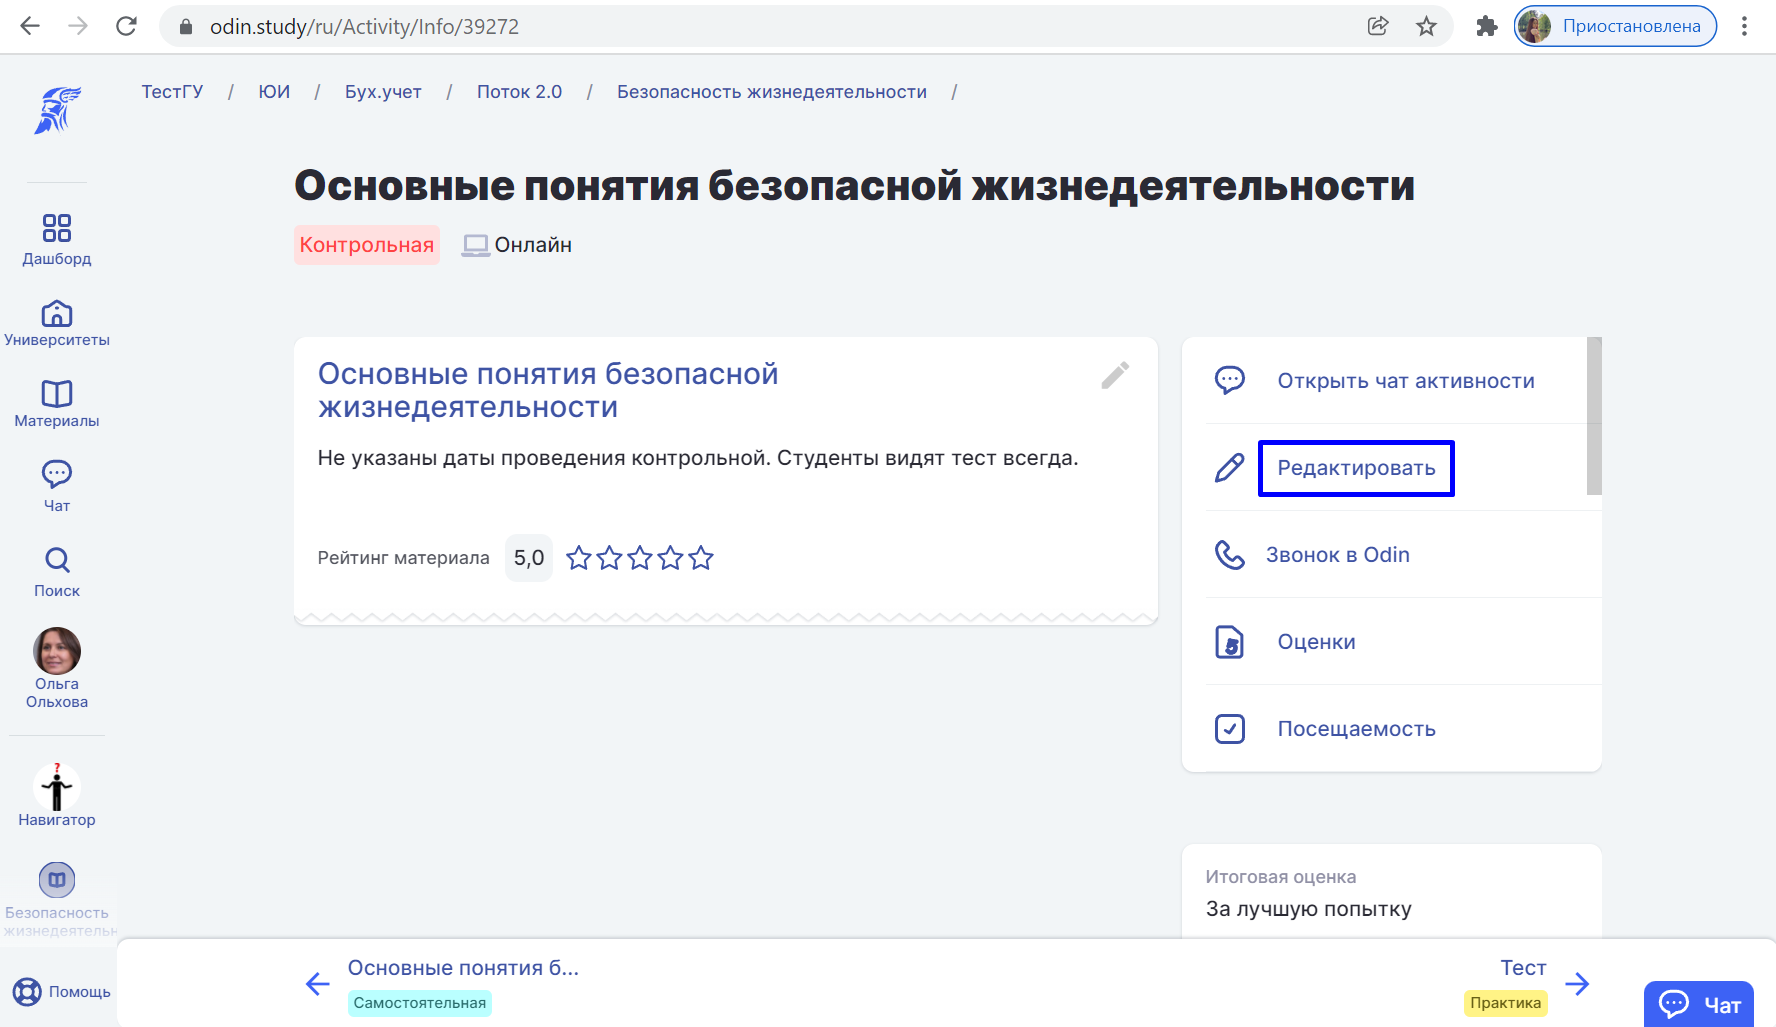 odin.study/ru/Activity/Info/39272
Приостановлена
ТестГУ / ЮИ / Бух.учет / Поток 2.0 / Безопасность жизнедеятельности /
Основные понятия безопасной жизнедеятельности
Контрольная
Онлайн
Дашборд
Университеты
Материалы
Чат
Поиск
Ольга
Ольхова
?
Навигатор
Безопасность
жизнедеятельн
Помощь
Основные понятия безопасной
жизнедеятельности
Не указаны даты проведения контрольной. Студенты видят тест всегда.
Рейтинг материала 5,0
Открыть чат активности
Редактировать
Звонок в Odin
5
Оценки
Посещаемость
Итоговая оценка
За лучшую попытку
Основные понятия б...
Самостоятельная
Тест
Практика
Чат